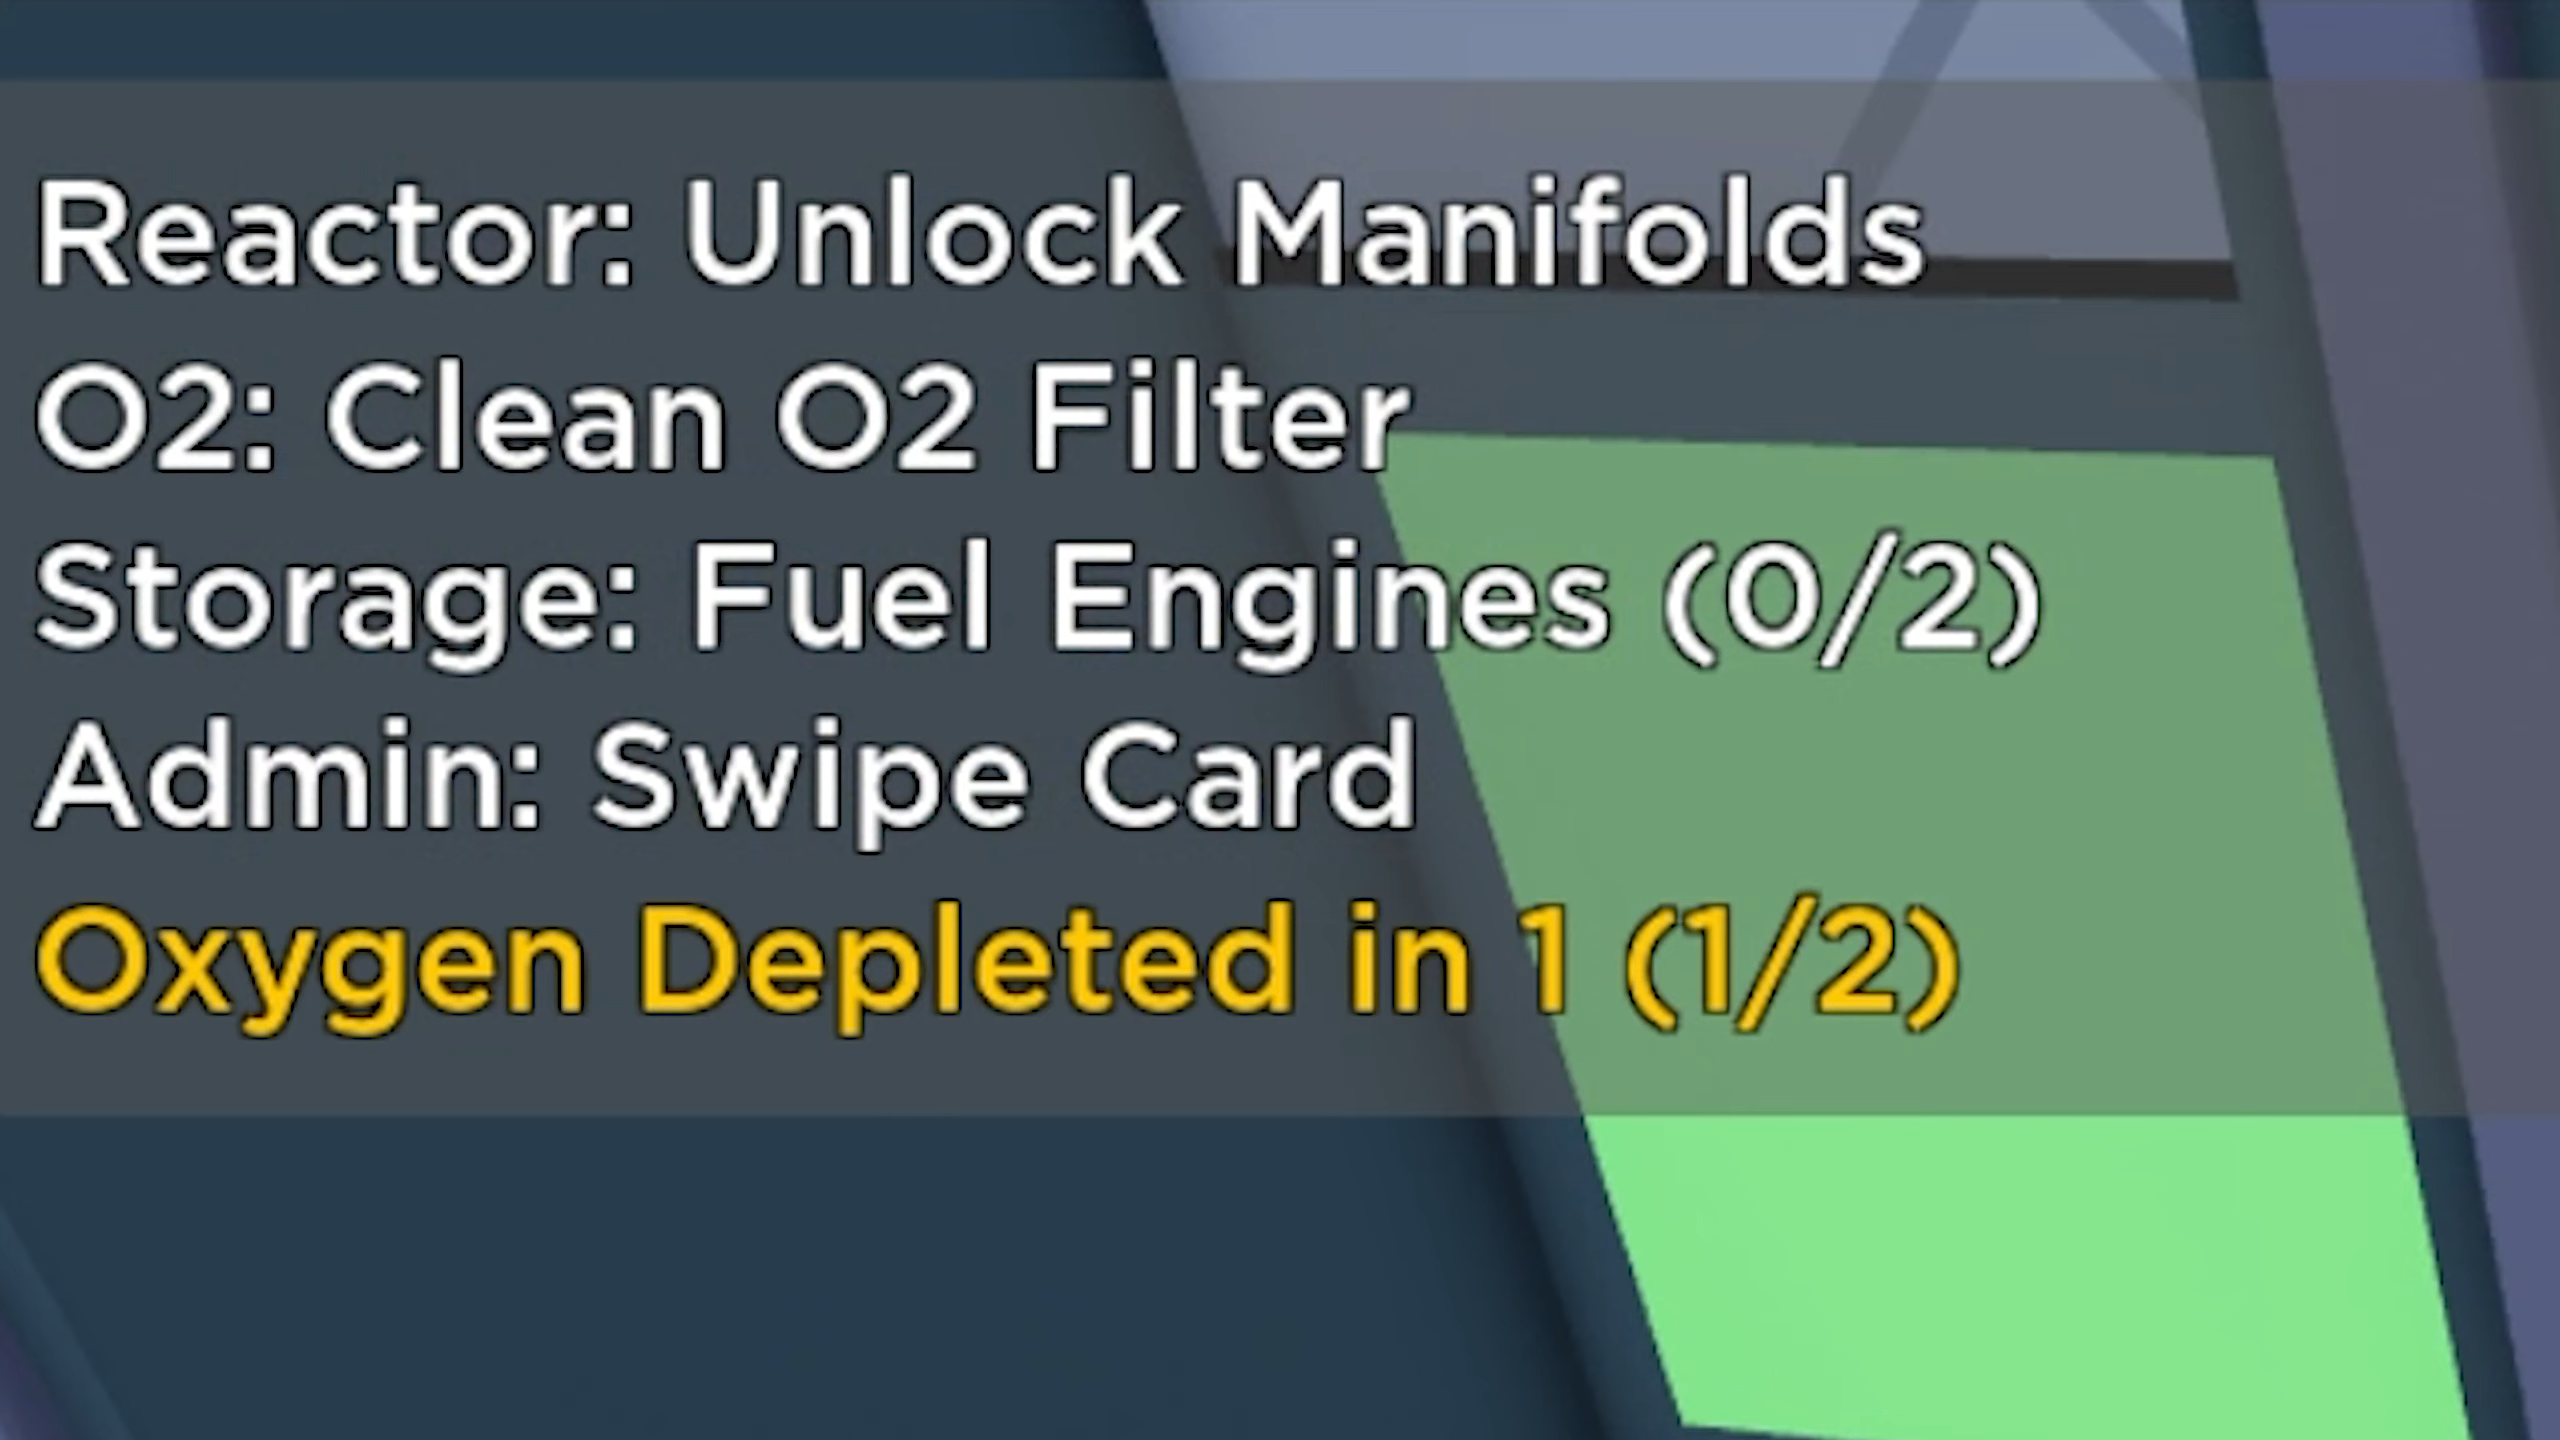 Reactor: Unlock Manifolds
O2: Clean O2 Filter
Storage: Fuel Engines (0/2)
Admin: Swipe Card
Oxygen Depleted in 1 (1/2)